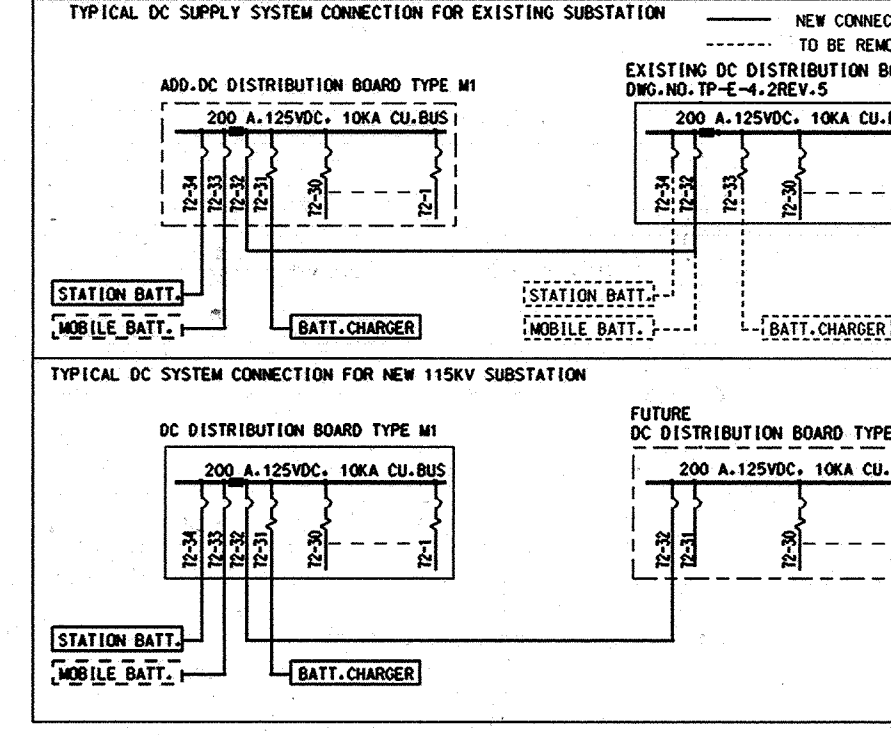 TYPICAL DC SUPPLY SYSTEM CONNECTION FOR EXISTING SUBSTATION
NEW CONNEC
TO BE REMO
ADD.DC DISTRIBUTION BOARD TYPE M1
EXISTING DC DISTRIBUTION B
DWG.NO.TP-E-4.2REV.5
200 A.125VDC. 10KA CU.BUS
200 A.125VDC. 10KA CU.
72-34 72-33 72-32 72-31 72-30 72-1
72-34 72-32 72-33 72-30
STATION BATT.
MOBILE BATT.
BATT.CHARGER
STATION BATT.
MOBILE BATT.
BATT.CHARGER
TYPICAL DC SYSTEM CONNECTION FOR NEW 115KV SUBSTATION
DC DISTRIBUTION BOARD TYPE M1
FUTURE
DC DISTRIBUTION BOARD TYPE
200 A.125VDC. 10KA CU.BUS
200 A.125VDC. 10KA CU.
72-34 72-33 72-32 72-31 72-30 72-1
72-32 72-31 72-30
STATION BATT.
MOBILE BATT.
BATT.CHARGER